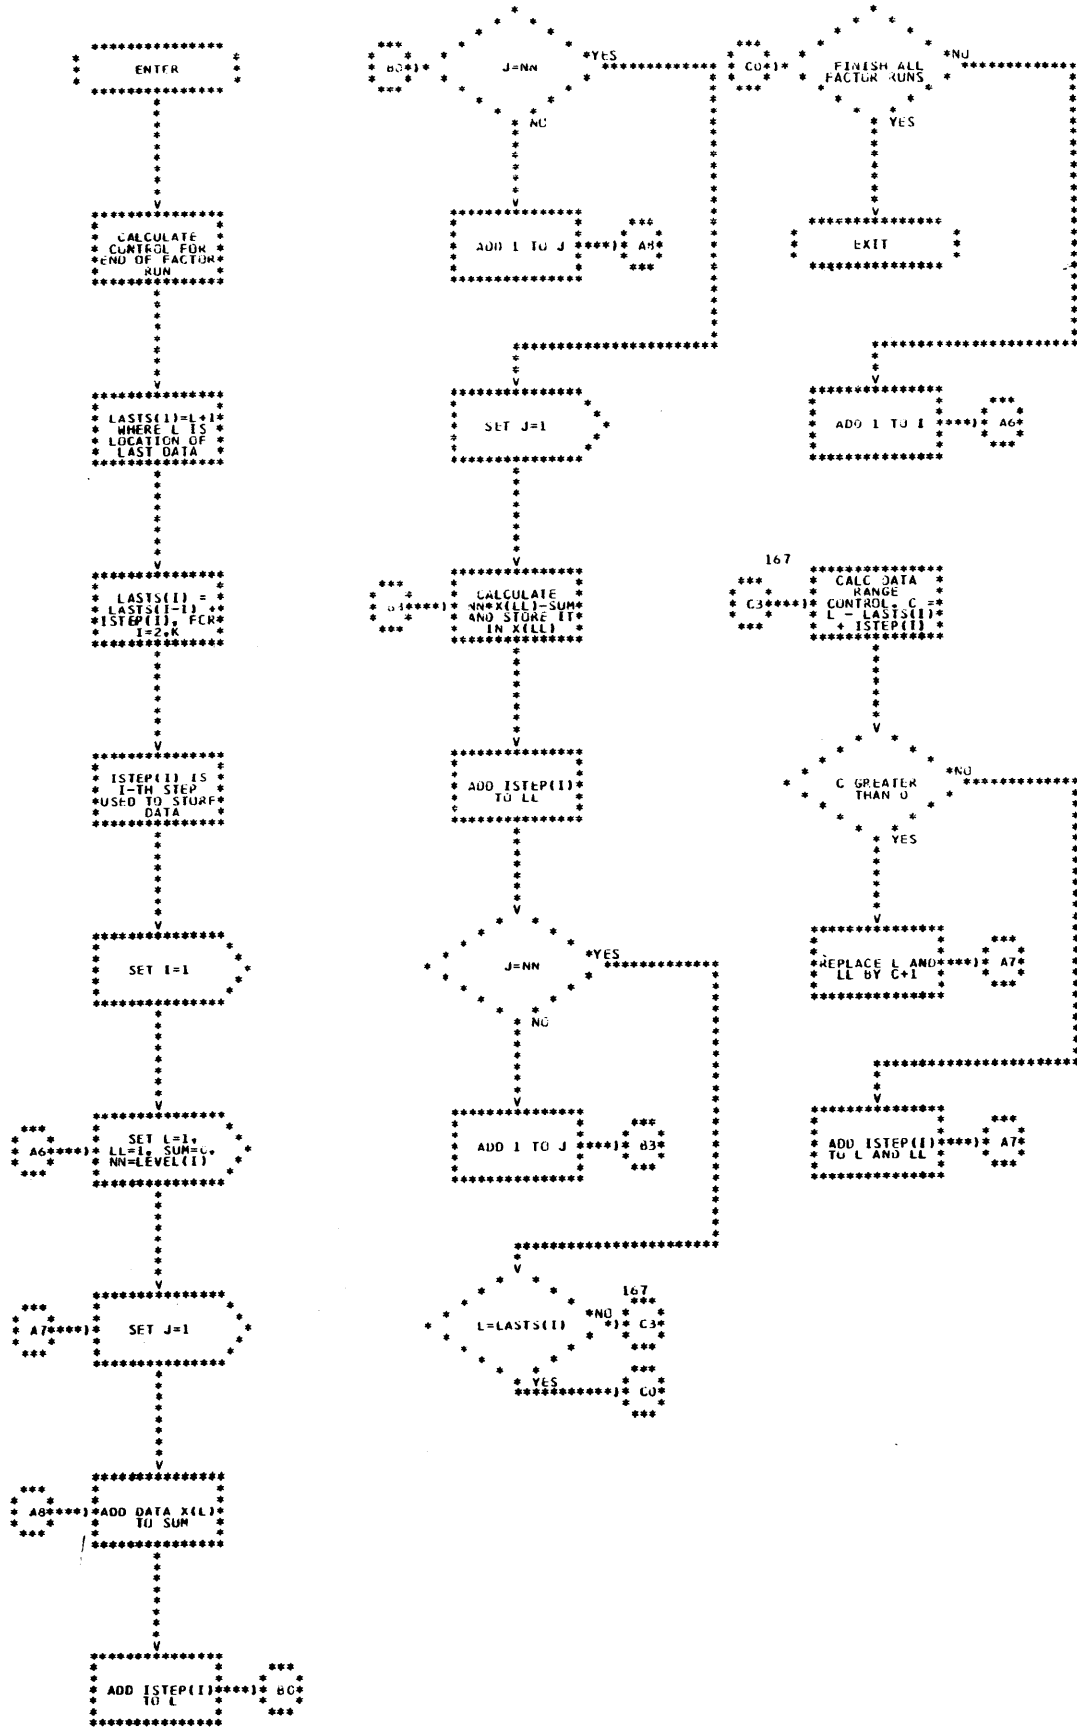 ENTER
CALCULATE
CONTROL FOR
END OF FACTOR
RUN
LASTS(1)=L+1
WHERE L IS
LOCATION OF
LAST DATA
LASTS(I) =
LASTS(I-1) +
ISTEP(I), FOR
I=2,K
ISTEP(I) IS
I-TH STEP
USED TO STORE
DATA
SET I=1
A6
SET L=1,
LL=1, SUM=0,
NN=LEVEL(I)
A7
SET J=1
A8
ADD DATA X(L)
TO SUM
ADD ISTEP(I)
TO L
B0
B0
J=NN
YES
NO
ADD 1 TO J
A8
SET J=1
B3
CALCULATE
NN*X(LL)-SUM
AND STORE IT
IN X(LL)
ADD ISTEP(I)
TO LL
J=NN
YES
NO
ADD 1 TO J
B3
L=LASTS(I)
NO
167
C3
YES
C0
C0
FINISH ALL
FACTOR RUNS
NO
YES
EXIT
ADD 1 TO I
A6
167
C3
CALC DATA
RANGE
CONTROL, C =
L - LASTS(I)
+ ISTEP(I)
C GREATER
THAN 0
NO
YES
REPLACE L AND
LL BY C+1
A7
ADD ISTEP(I)
TO L AND LL
A7